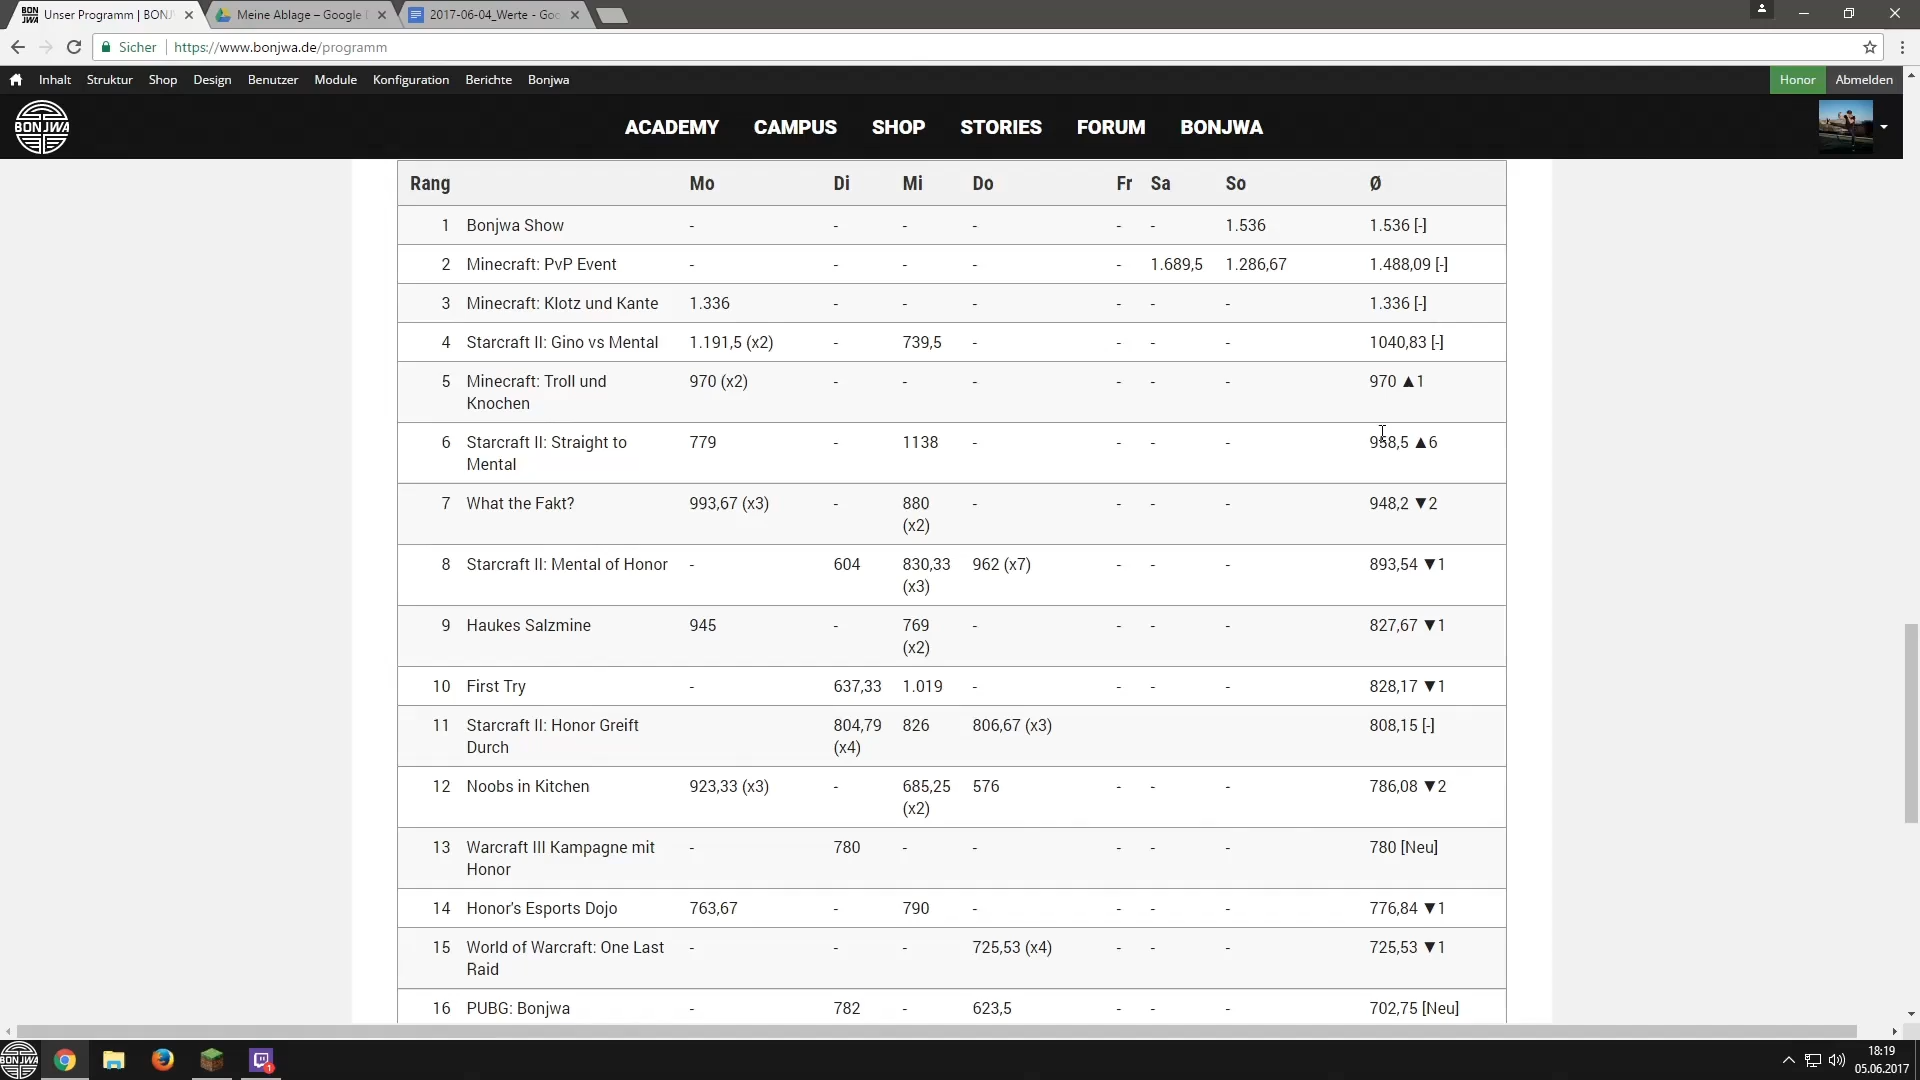 Unser Programm | BONJ
Meine Ablage – Google
2017-06-04_Werte - Goo
Sicher
https://www.bonjwa.de/programm
Inhalt Struktur Shop Design Benutzer Module Konfiguration Berichte Bonjwa Honor Abmelden
BONJWA
ACADEMY CAMPUS SHOP STORIES FORUM BONJWA
Rang Mo Di Mi Do Fr Sa So Ø
1 Bonjwa Show - - - - - - 1.536 1.536 [-]
2 Minecraft: PvP Event - - - - - 1.689,5 1.286,67 1.488,09 [-]
3 Minecraft: Klotz und Kante 1.336 - - - - - - 1.336 [-]
4 Starcraft II: Gino vs Mental 1.191,5 (x2) - 739,5 - - - - 1040,83 [-]
5 Minecraft: Troll und 970 (x2) - - - - - - 970 ▲1
Knochen
6 Starcraft II: Straight to 779 - 1138 - - - - 958,5 ▲6
Mental
7 What the Fakt? 993,67 (x3) - 880 - - - - 948,2 ▼2
(x2)
8 Starcraft II: Mental of Honor - 604 830,33 962 (x7) - - - 893,54 ▼1
(x3)
9 Haukes Salzmine 945 - 769 - - - - 827,67 ▼1
(x2)
10 First Try - 637,33 1.019 - - - - 828,17 ▼1
11 Starcraft II: Honor Greift 804,79 826 806,67 (x3) 808,15 [-]
Durch (x4)
12 Noobs in Kitchen 923,33 (x3) - 685,25 576 - - - 786,08 ▼2
(x2)
13 Warcraft III Kampagne mit - 780 - - - - - 780 [Neu]
Honor
14 Honor's Esports Dojo 763,67 - 790 - - - - 776,84 ▼1
15 World of Warcraft: One Last - - - 725,53 (x4) - - - 725,53 ▼1
Raid
16 PUBG: Bonjwa - 782 - 623,5 - - - 702,75 [Neu]
BONJWA
1
18:19
05.06.2017